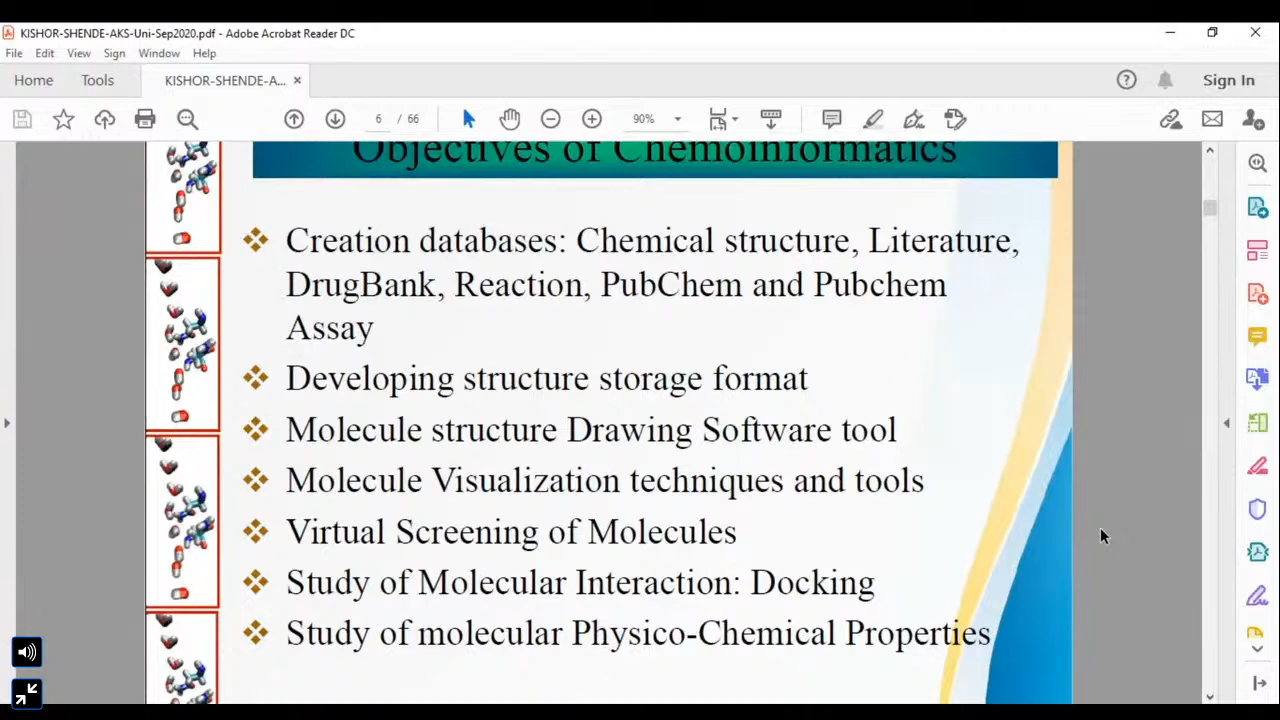 KISHOR-SHENDE-AKS-Uni-Sep2020.pdf - Adobe Acrobat Reader DC
File Edit View Sign Window Help
Home Tools KISHOR-SHENDE-A... × Sign In
6 / 66 90%
Objectives of Chemoinformatics
Creation databases: Chemical structure, Literature,
DrugBank, Reaction, PubChem and Pubchem
Assay
Developing structure storage format
Molecule structure Drawing Software tool
Molecule Visualization techniques and tools
Virtual Screening of Molecules
Study of Molecular Interaction: Docking
Study of molecular Physico-Chemical Properties